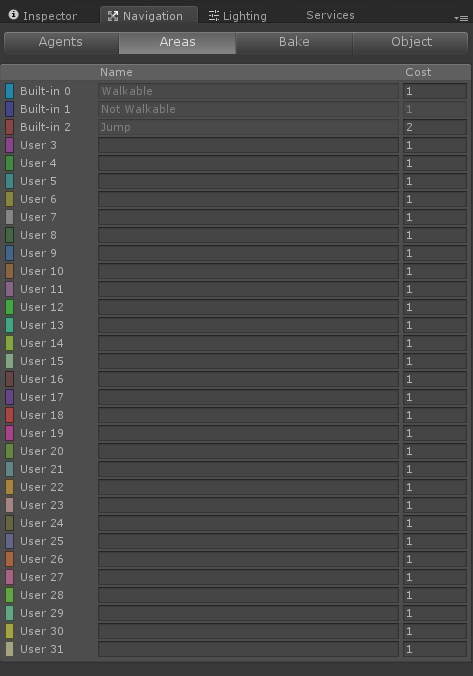 Inspector Navigation Lighting Services
Agents Areas Bake Object
Name Cost
Built-in 0 Walkable 1
Built-in 1 Not Walkable 1
Built-in 2 Jump 2
User 3 1
User 4 1
User 5 1
User 6 1
User 7 1
User 8 1
User 9 1
User 10 1
User 11 1
User 12 1
User 13 1
User 14 1
User 15 1
User 16 1
User 17 1
User 18 1
User 19 1
User 20 1
User 21 1
User 22 1
User 23 1
User 24 1
User 25 1
User 26 1
User 27 1
User 28 1
User 29 1
User 30 1
User 31 1